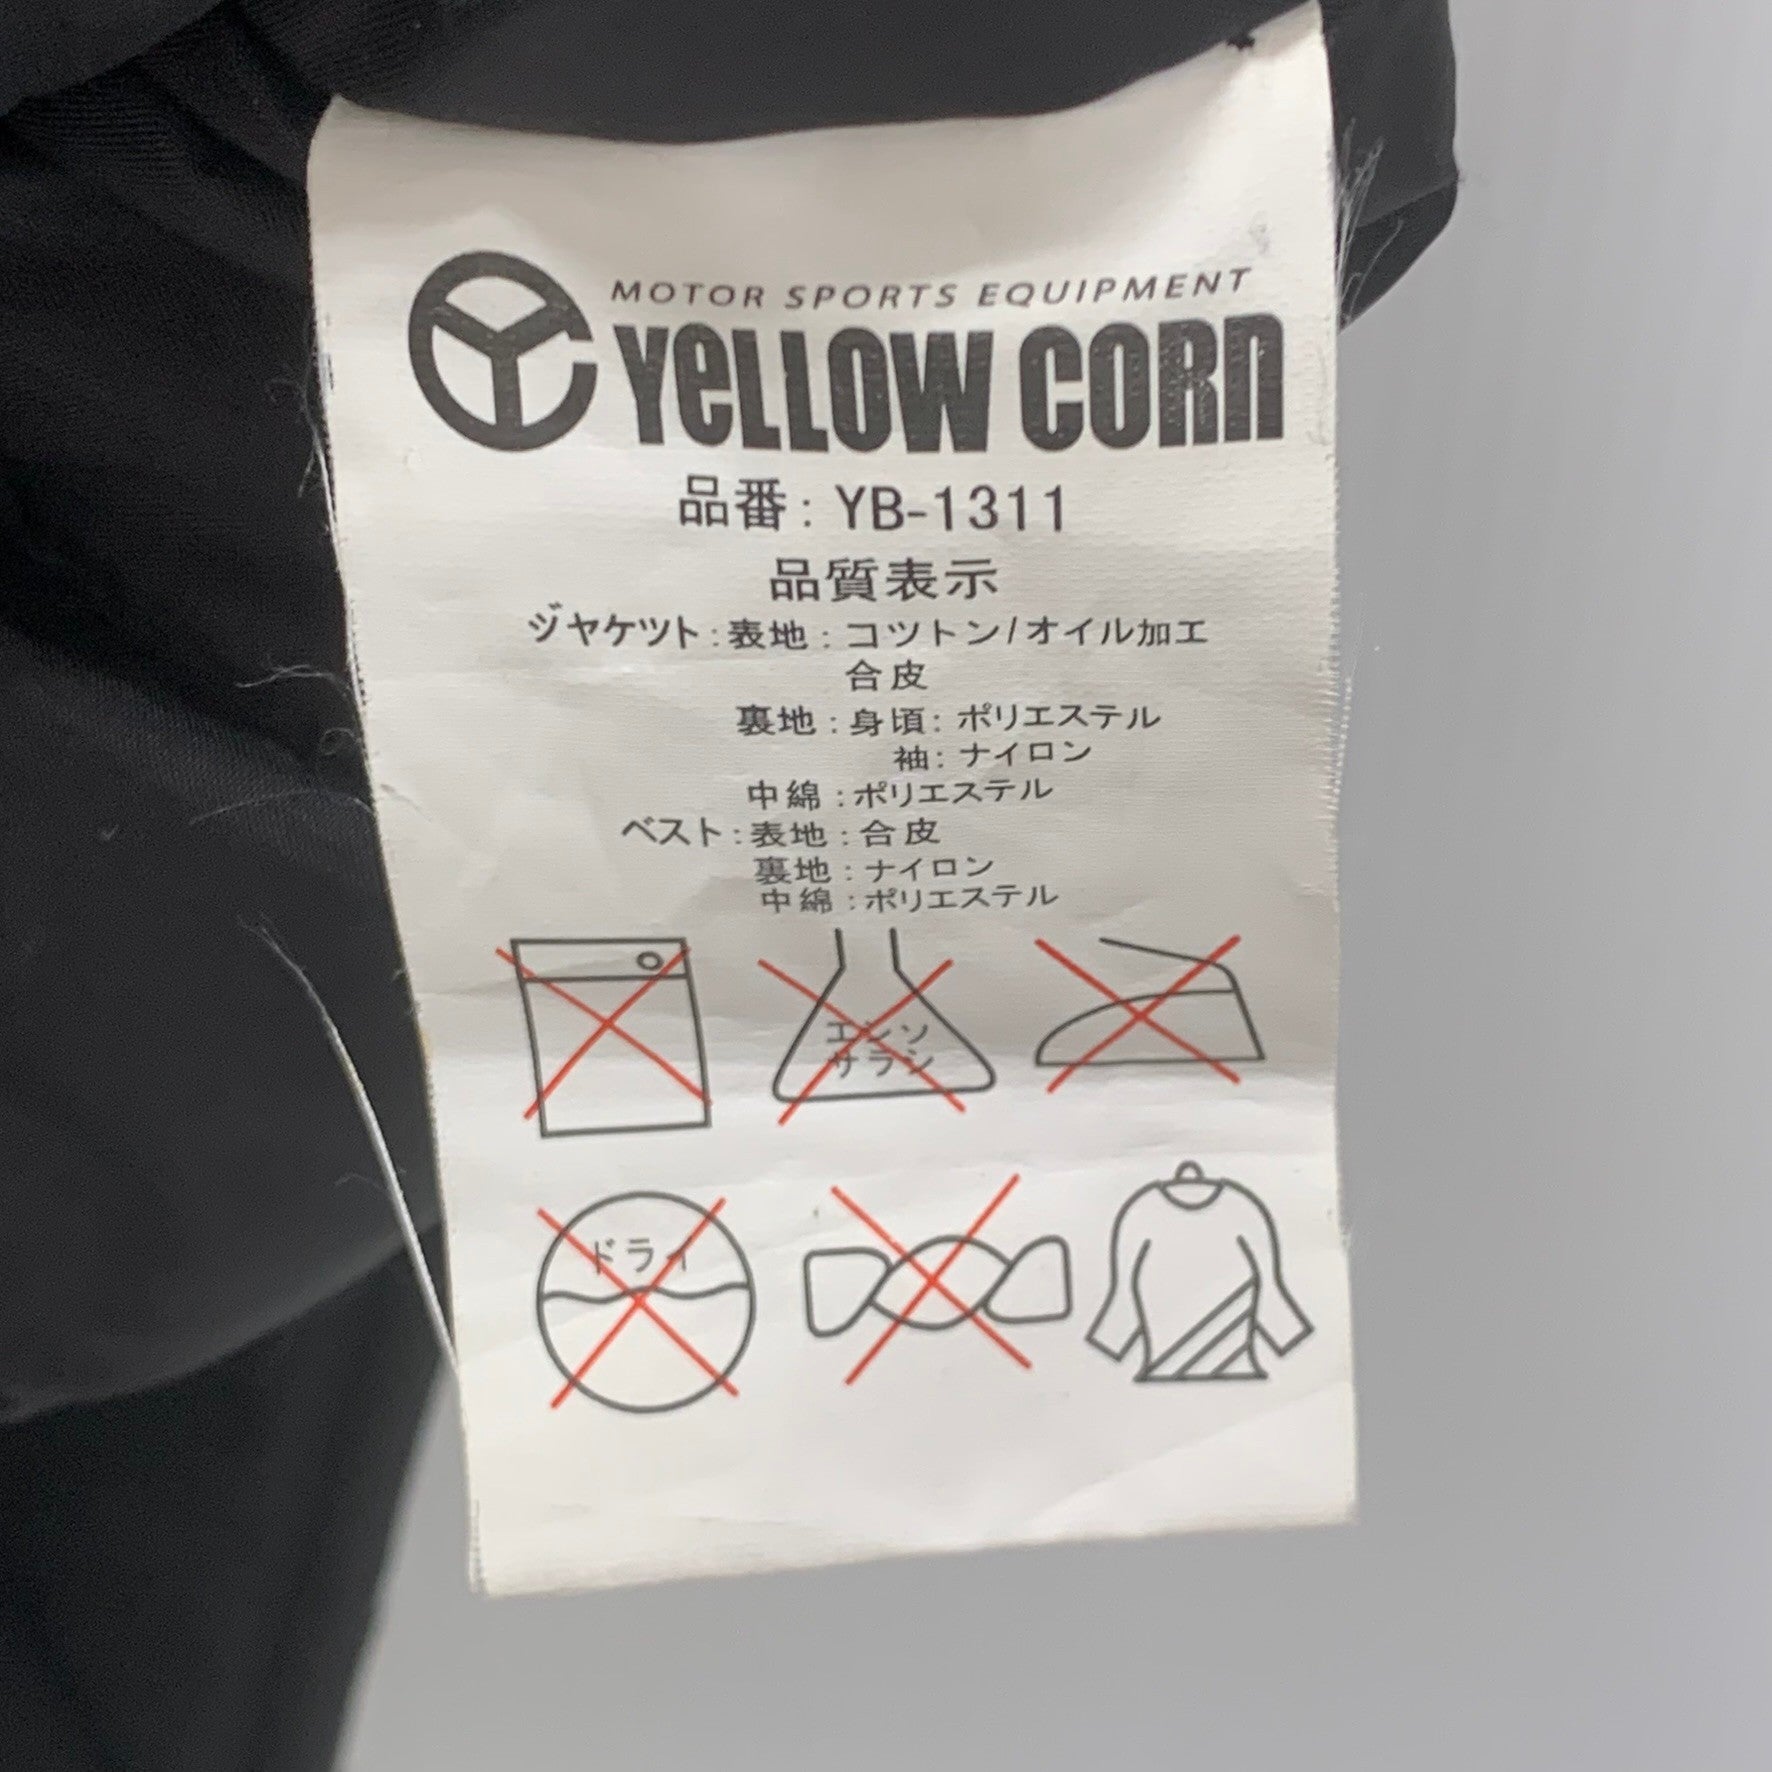 MOTOR SPORTS EQUIPMENT
YeLLOW CORn
品番: YB-1311
品質表示
ジャケツト:表地:コツトン/オイル加工
合皮
裏地:身頃:ポリエステル
袖:ナイロン
中綿:ポリエステル
ベスト:表地:合皮
裏地:ナイロン
中綿:ポリエステル
エンソ
サラシ
ドライ